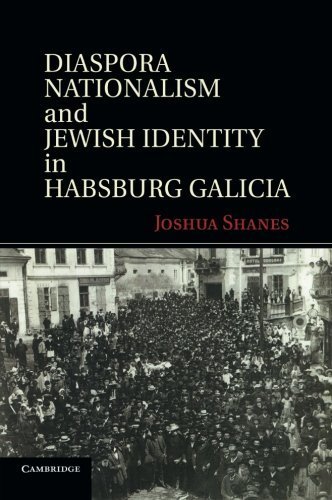 DIASPORA
NATIONALISM
and
JEWISH IDENTITY
in
HABSBURG GALICIA
JOSHUA SHANES
CAMBRIDGE